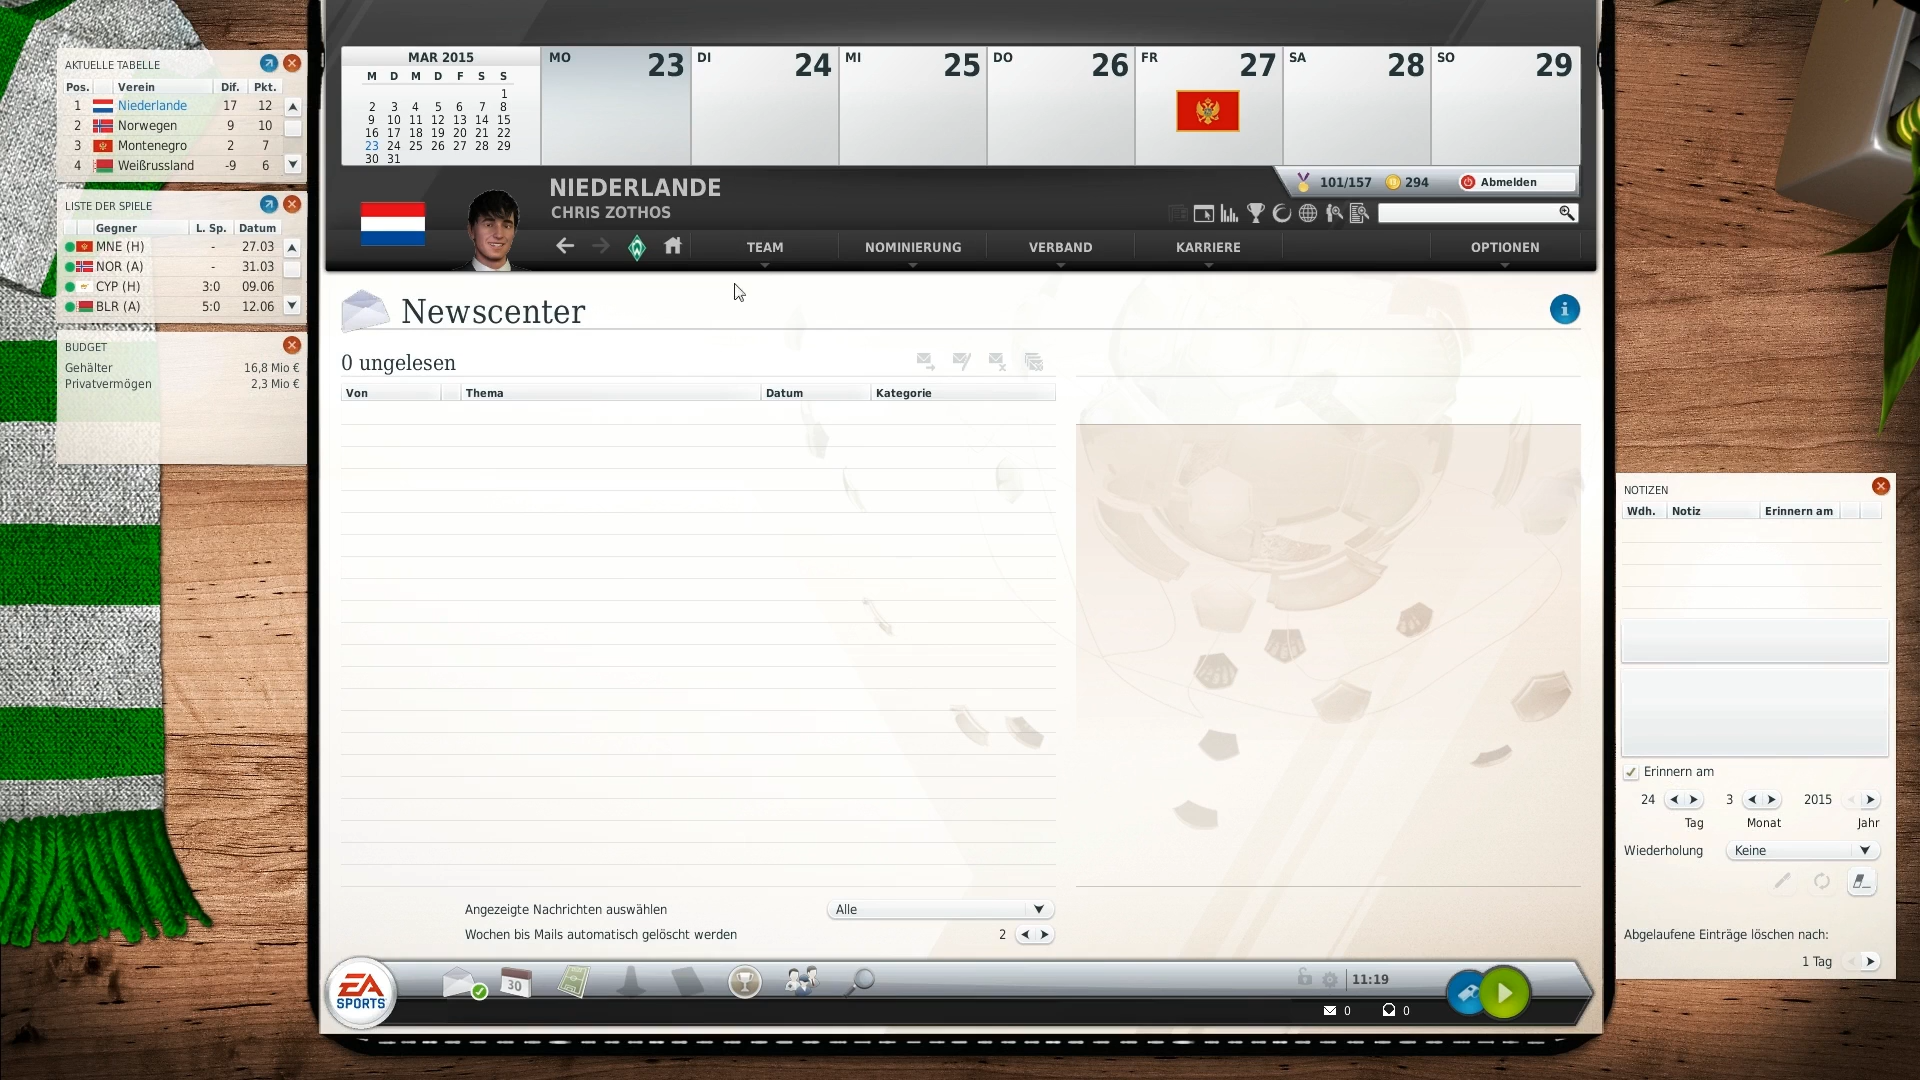 AKTUELLE TABELLE
Pos. Verein Dif. Pkt.
1 Niederlande 17 12
2 Norwegen 9 10
3 Montenegro 2 7
4 Weißrussland -9 6
LISTE DER SPIELE
Gegner L. Sp. Datum
MNE (H) - 27.03
NOR (A) - 31.03
CYP (H) 3:0 09.06
BLR (A) 5:0 12.06
BUDGET
Gehälter 16,8 Mio €
Privatvermögen 2,3 Mio €
MAR 2015
M D M D F S S
1
2 3 4 5 6 7 8
9 10 11 12 13 14 15
16 17 18 19 20 21 22
23 24 25 26 27 28 29
30 31
MO 23 DI 24 MI 25 DO 26 FR 27 SA 28 SO 29
NIEDERLANDE
CHRIS ZOTHOS
101/157 294 Abmelden
TEAM NOMINIERUNG VERBAND KARRIERE OPTIONEN
Newscenter
i
0 ungelesen
Von Thema Datum Kategorie
Angezeigte Nachrichten auswählen Alle
Wochen bis Mails automatisch gelöscht werden 2
EA
SPORTS
30
11:19
0 0
NOTIZEN
Wdh. Notiz Erinnern am
Erinnern am
24 3 2015
Tag Monat Jahr
Wiederholung Keine
Abgelaufene Einträge löschen nach:
1 Tag